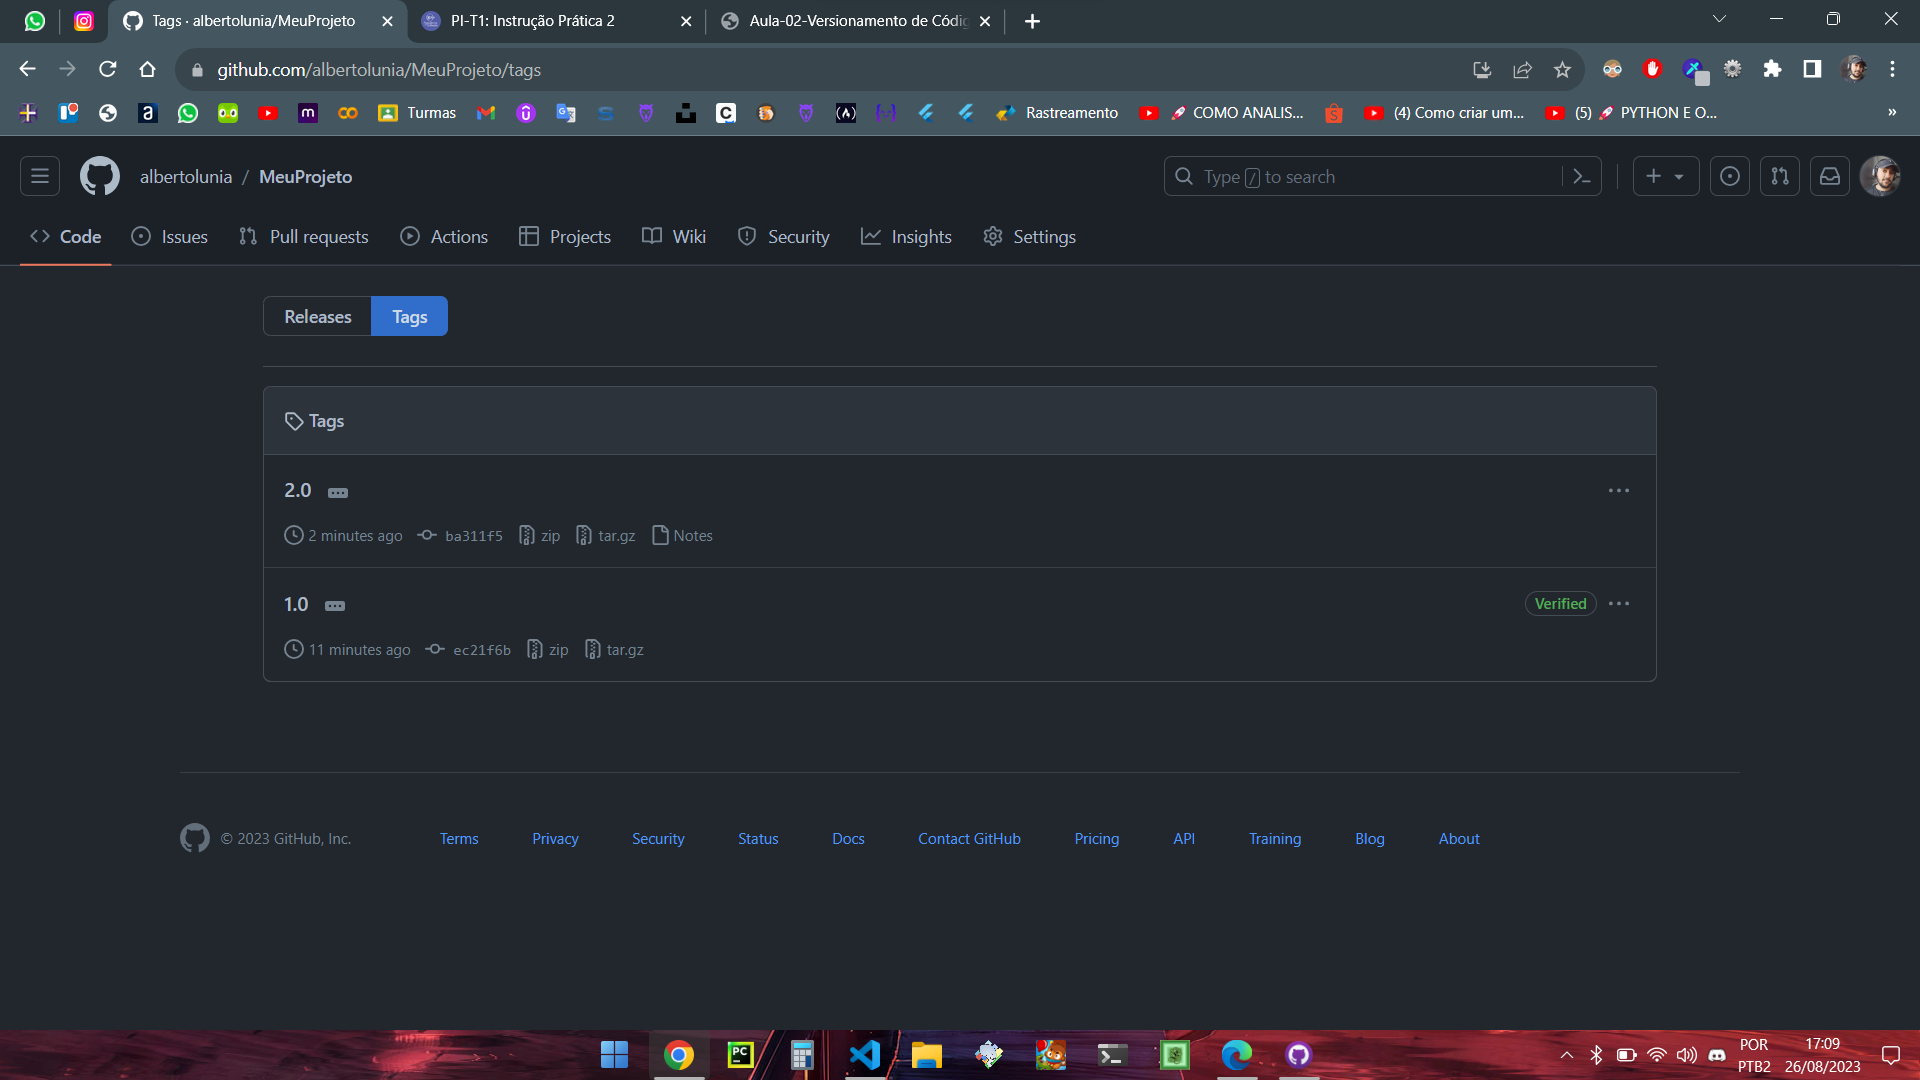 Tags · albertolunia/MeuProjeto
PI-T1: Instrução Prática 2
Aula-02-Versionamento de Códig
github.com/albertolunia/MeuProjeto/tags
Turmas
Rastreamento
COMO ANALIS...
(4) Como criar um...
(5) 🚀 PYTHON E O...
albertolunia / MeuProjeto
Type / to search
Code
Issues
Pull requests
Actions
Projects
Wiki
Security
Insights
Settings
Releases
Tags
Tags
2.0
2 minutes ago
ba311f5
zip
tar.gz
Notes
1.0
Verified
11 minutes ago
ec21f6b
zip
tar.gz
© 2023 GitHub, Inc.
Terms
Privacy
Security
Status
Docs
Contact GitHub
Pricing
API
Training
Blog
About
POR
PTB2
17:09
26/08/2023